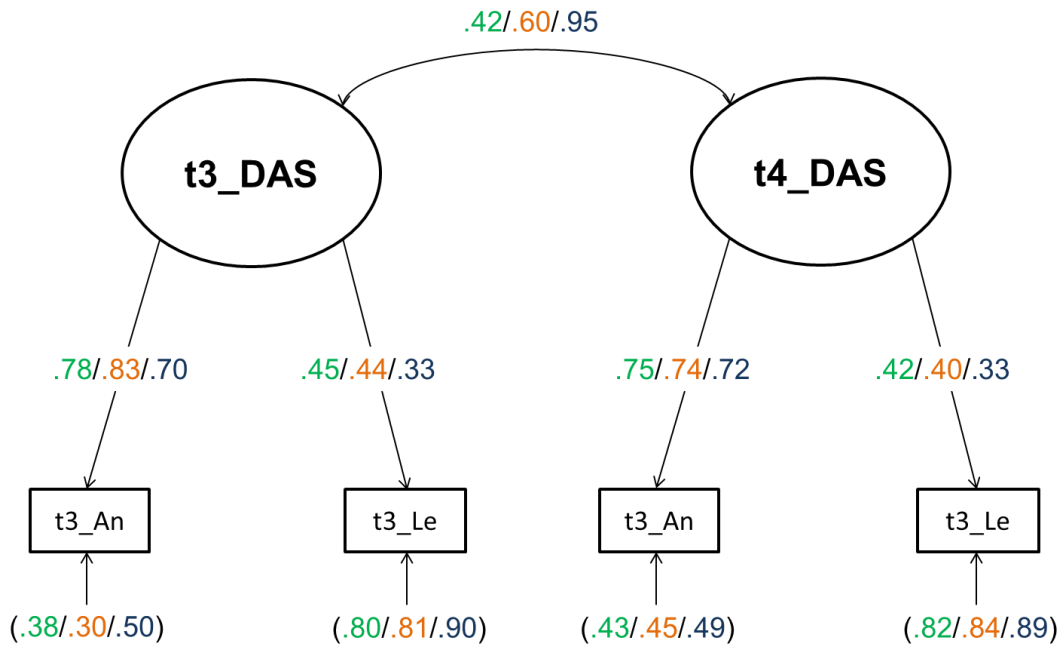 .42/.60/.95
t3_DAS
t4_DAS
.78/.83/.70
.45/.44/.33
.75/.74/.72
.42/.40/.33
t3_An
t3_Le
t3_An
t3_Le
(.38/.30/.50)
(.80/.81/.90)
(.43/.45/.49)
(.82/.84/.89)